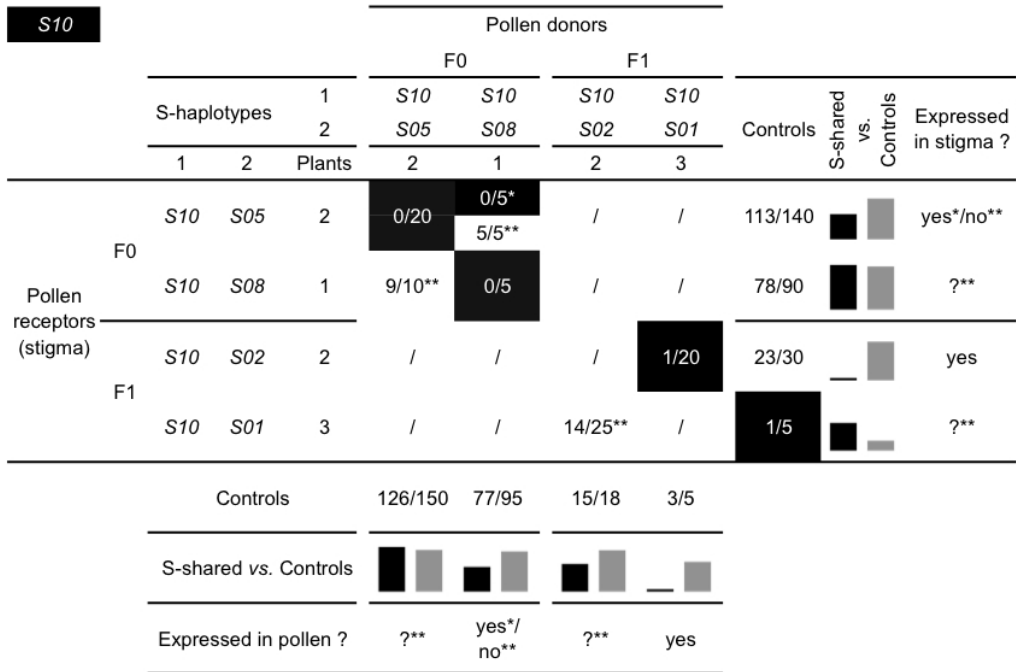 S10
Pollen donors
F0 F1
S-haplotypes 1 S10 S10 S10 S10 Controls S-shared vs. Controls Expressed in stigma ?
2 S05 S08 S02 S01
1 2 Plants 2 1 2 3
Pollen receptors (stigma)
F0
S10 S05 2 0/20 0/5* / / 113/140 yes*/no**
5/5**
S10 S08 1 9/10** 0/5 / / 78/90 ?**
F1
S10 S02 2 / / / 1/20 23/30 yes
S10 S01 3 / / 14/25** / 1/5 ?**
Controls 126/150 77/95 15/18 3/5
S-shared vs. Controls
Expressed in pollen ? ?** yes*/ no** ?** yes